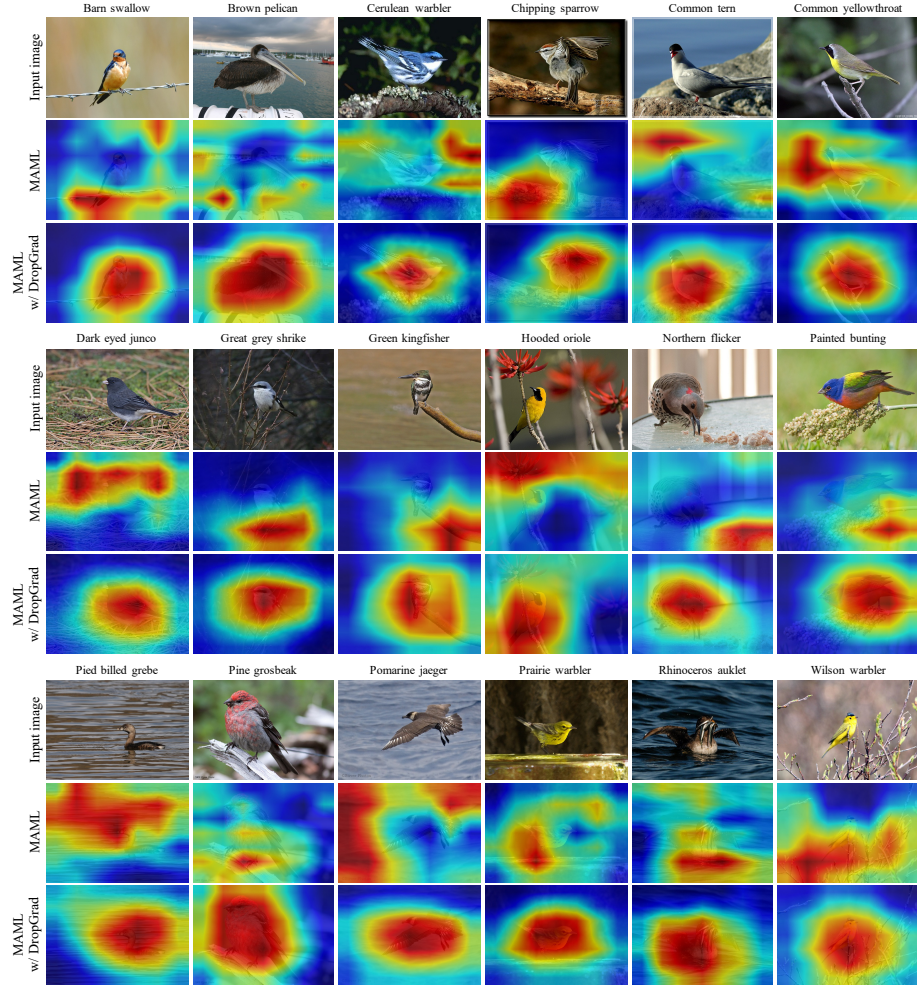 Barn swallow
Brown pelican
Cerulean warbler
Chipping sparrow
Common tern
Common yellowthroat
Input image
MAML
MAML
w/ DropGrad
Dark eyed junco
Great grey shrike
Green kingfisher
Hooded oriole
Northern flicker
Painted bunting
Input image
MAML
MAML
w/ DropGrad
Pied billed grebe
Pine grosbeak
Pomarine jaeger
Prairie warbler
Rhinoceros auklet
Wilson warbler
Input image
MAML
MAML
w/ DropGrad